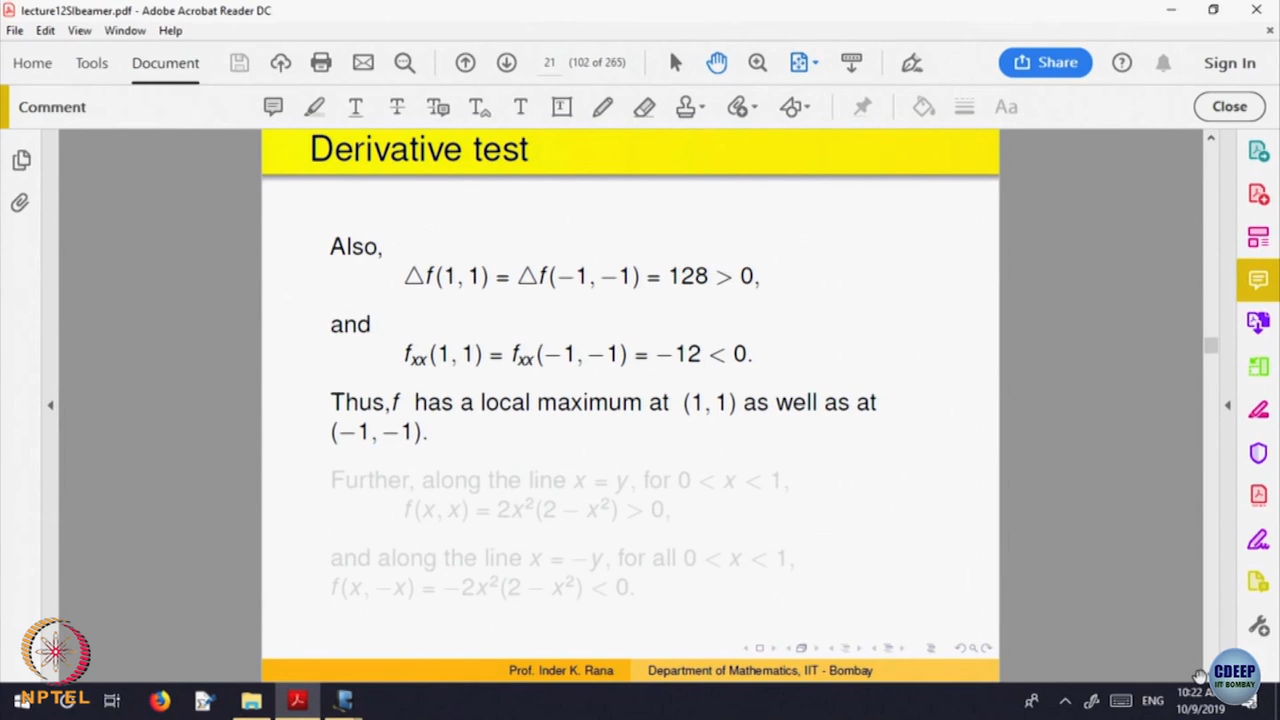 lecture12Slbeamer.pdf - Adobe Acrobat Reader DC
File Edit View Window Help
Home Tools Document 21 (102 of 265) Share Sign In
Comment Aa Close
Derivative test
Also,
△f(1, 1) = △f(−1, −1) = 128 > 0,
and
fxx(1, 1) = fxx(−1, −1) = −12 < 0.
Thus,f has a local maximum at (1, 1) as well as at
(−1, −1).
Further, along the line x = y, for 0 < x < 1,
f(x, x) = 2x²(2 − x²) > 0,
and along the line x = −y, for all 0 < x < 1,
f(x, −x) = −2x²(2 − x²) < 0.
Prof. Inder K. Rana Department of Mathematics, IIT - Bombay
NPTEL
CDEEP
IIT BOMBAY
ENG
10:22
10/9/2019